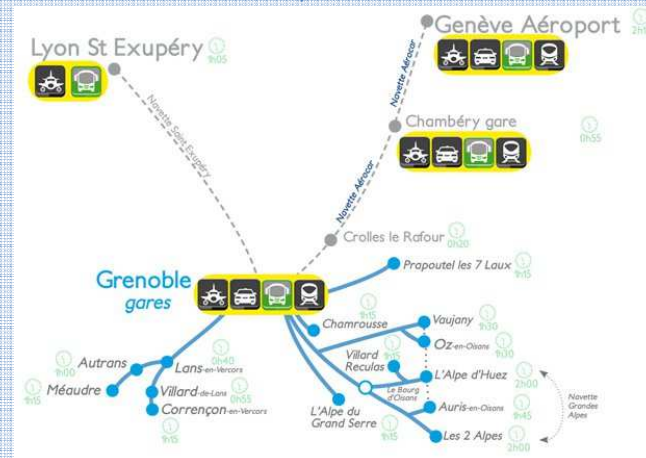 Genève Aéroport
2h1
Lyon St Exupéry
1h05
Navette Aérocar
Chambéry gare
0h55
Navette Saint Exupéry
Navette Aérocar
Crolles le Rafour
0h20
Prapoutel les 7 Laux
1h15
Grenoble
gares
1h15
Chamrousse
Vaujany
1h30
Oz-en-Oisans
1h30
Villard
Reculas
1h15
L'Alpe d'Huez
2h00
Le Bourg
d'Oisans
Auris-en-Oisans
1h45
Navette
Grandes
Alpes
Les 2 Alpes
2h00
L'Alpe du
Grand Serre
1h15
Autrans
1h00
Lans-en-Vercors
0h40
Méaudre
1h15
Villard-de-Lans
0h55
Corrençon-en-Vercors
1h15